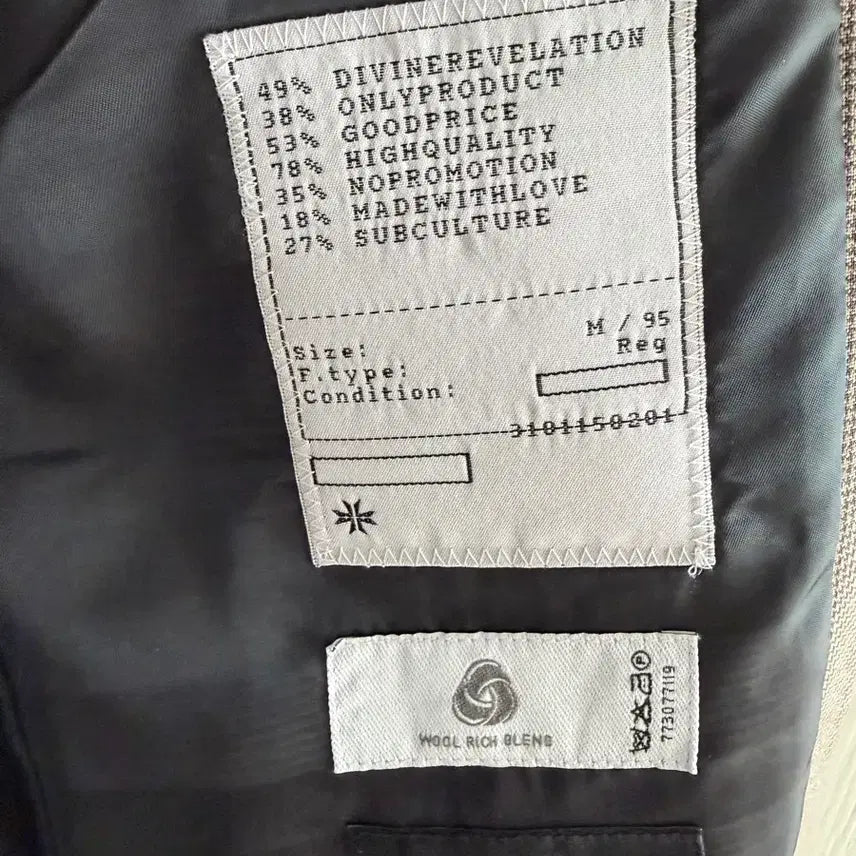 49% DIVINEREVELATION
38% ONLYPRODUCT
53% GOODPRICE
78% HIGHQUALITY
35% NOPROMOTION
18% MADEWITHLOVE
27% SUBCULTURE
Size: M / 95
F.type: Reg
Condition:
3101150201
WOOL RICH BLEND
773077119